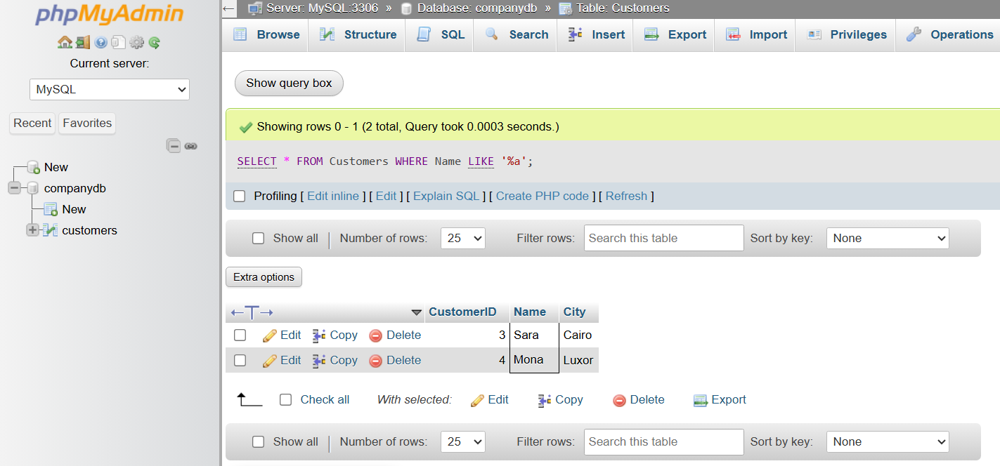 phpMyAdmin
Current server:
MySQL
Recent Favorites
New
companydb
New
customers
← Server: MySQL:3306 » Database: companydb » Table: Customers
Browse Structure SQL Search Insert Export Import Privileges Operations
Show query box
Showing rows 0 - 1 (2 total, Query took 0.0003 seconds.)
SELECT * FROM Customers WHERE Name LIKE '%a';
Profiling [ Edit inline ] [ Edit ] [ Explain SQL ] [ Create PHP code ] [ Refresh ]
Show all | Number of rows: 25 Filter rows: Search this table Sort by key: None
Extra options
←T→ CustomerID Name City
Edit Copy Delete 3 Sara Cairo
Edit Copy Delete 4 Mona Luxor
Check all With selected: Edit Copy Delete Export
Show all | Number of rows: 25 Filter rows: Search this table Sort by key: None